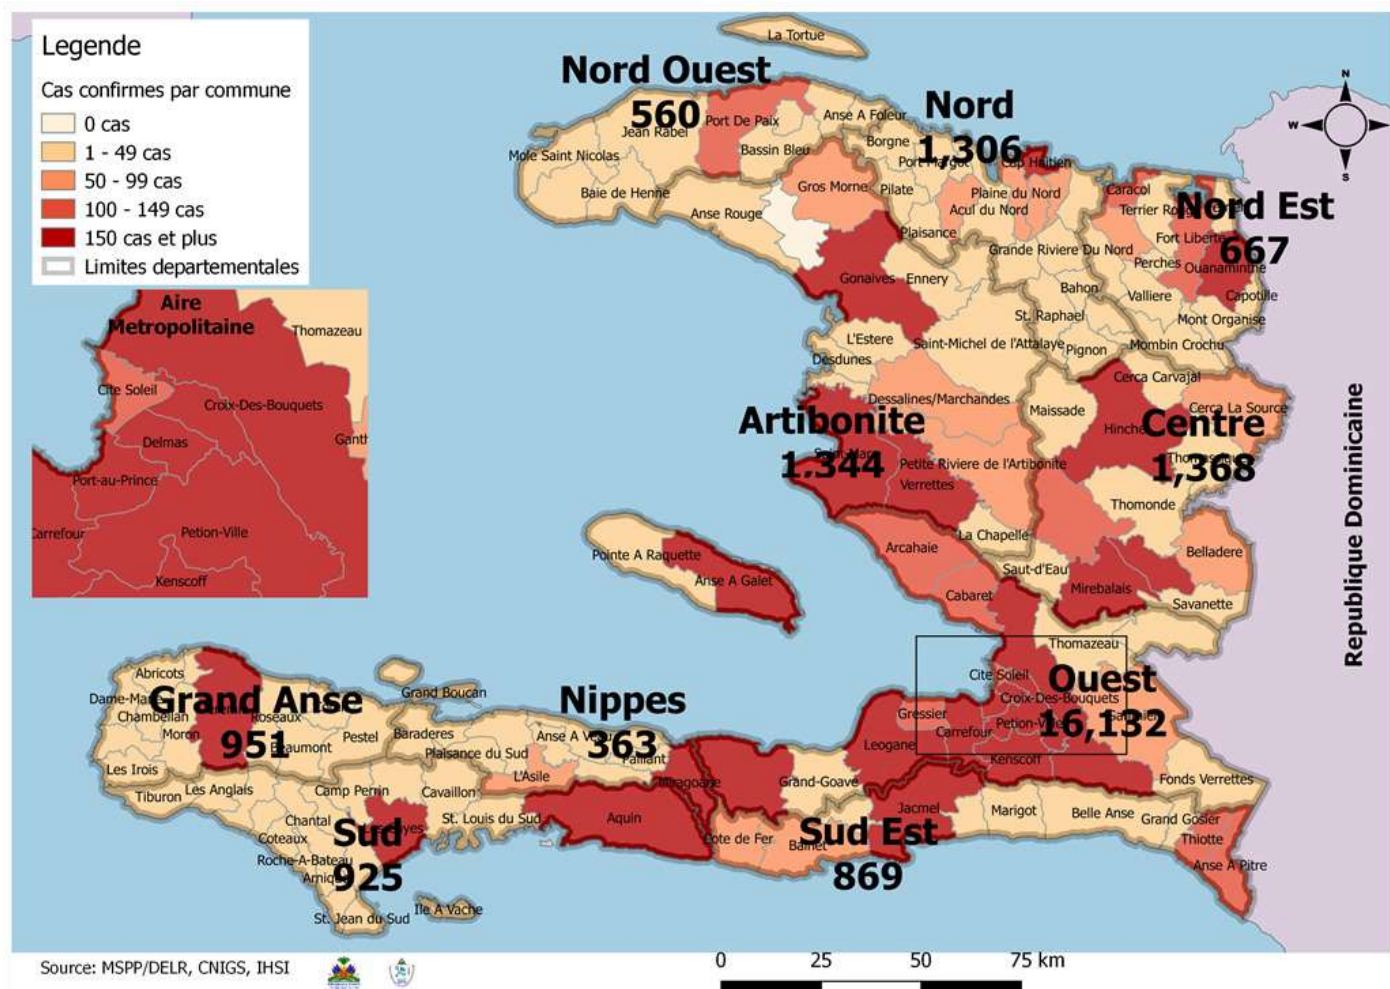 Legende
Cas confirmes par commune
0 cas
1 - 49 cas
50 - 99 cas
100 - 149 cas
150 cas et plus
Limites departementales
Aire
Metropolitaine
Thomazeau
Cite Soleil
Croix-Des-Bouquets
Delmas
Port-au-Prince
Carrefour
Petion-Ville
Kenscoff
La Tortue
Nord Ouest
560
Port De Paix
Jean Rabel
Anse A Foleur
Bassin Bleu
Mole Saint Nicolas
Baie de Henne
Nord
1,306
Borgne
Port Margot
Cap Haitien
Anse Rouge
Gros Morne
Pilate
Plaine du Nord
Acul du Nord
Plaisance
Caracol
Terrier Rouge
Nord Est
667
Fort Liberte
Grande Riviere Du Nord
Perches
Ouanaminthe
Gonaives
Ennery
Bahon
Valliere
Capotille
St. Raphael
Mont Organise
L'Estere
Saint-Michel de l'Attalaye
Pignon
Mombin Crochu
Desdunes
Cerca Carvajal
Dessalines/Marchandes
Maissade
Cerca La Source
Artibonite
1,344
Hinche
Centre
1,368
Petite Riviere de l'Artibonite
Verrettes
Thomonde
La Chapelle
Belladere
Pointe A Raquette
Anse A Galet
Arcahaie
Saut-d'Eau
Cabaret
Mirebalais
Savanette
Thomazeau
Cite Soleil
Ouest
16,132
Croix-Des-Bouquets
Petion-Ville
Gressier
Carrefour
Leogane
Kenscoff
Fonds Verrettes
Abricots
Dame-Marie
Grand Anse
951
Chambellan
Moron
Roseaux
Beaumont
Pestel
Les Irois
Grand Boucan
Nippes
363
Baraderes
Anse A Veau
Plaisance du Sud
Paillant
L'Asile
Miragoane
Grand-Goave
Tiburon
Les Anglais
Camp Perrin
Cavaillon
Chantal
Sud
925
Les Cayes
St. Louis du Sud
Aquin
Coteaux
Roche-A-Bateau
Arniquet
St. Jean du Sud
Ile A Vache
Cote de Fer
Bainet
Sud Est
869
Jacmel
Marigot
Belle Anse
Grand Gosier
Thiotte
Anse A Pitre
Republique Dominicaine
N
W
E
S
Source: MSPP/DELR, CNIGS, IHSI
0 25 50 75 km